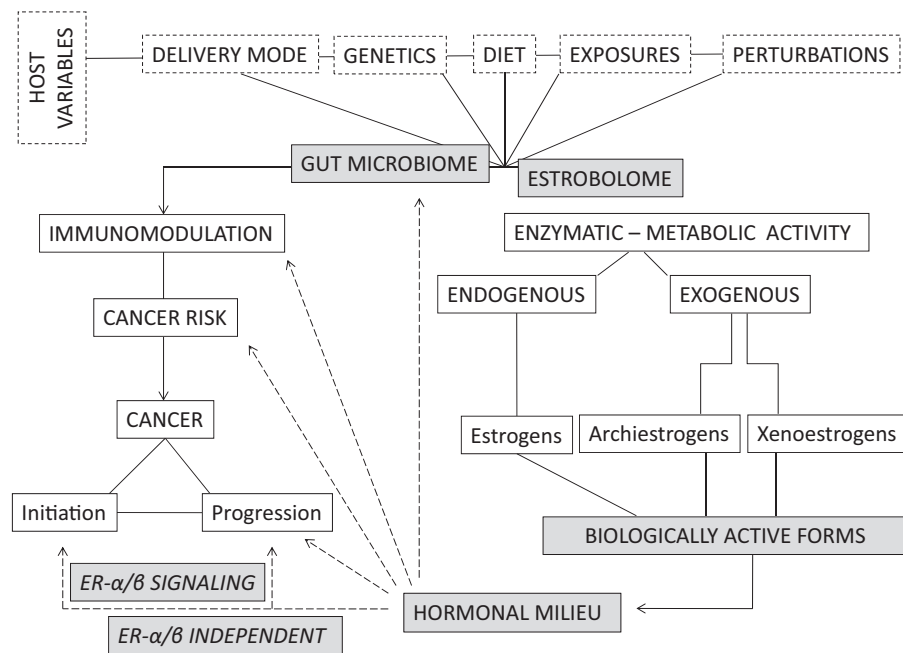 HOST
VARIABLES
DELIVERY MODE
GENETICS
DIET
EXPOSURES
PERTURBATIONS
GUT MICROBIOME
ESTROBOLOME
IMMUNOMODULATION
ENZYMATIC – METABOLIC ACTIVITY
ENDOGENOUS
EXOGENOUS
CANCER RISK
CANCER
Estrogens
Archiestrogens
Xenoestrogens
Initiation
Progression
BIOLOGICALLY ACTIVE FORMS
ER-α/β SIGNALING
HORMONAL MILIEU
ER-α/β INDEPENDENT